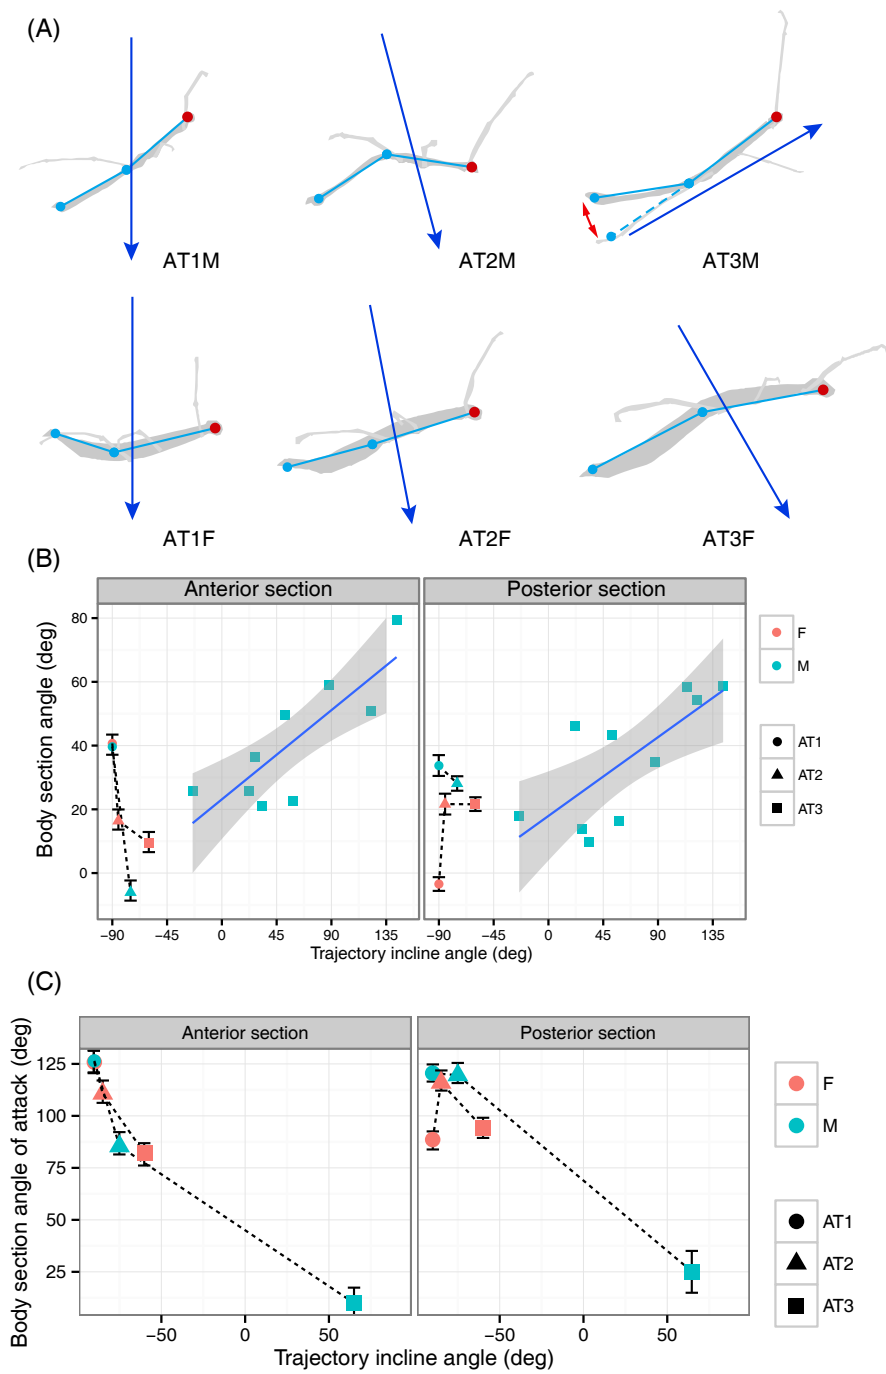 (A)
AT1M
AT2M
AT3M
AT1F
AT2F
AT3F
(B)
Anterior section
Posterior section
Body section angle (deg)
80
60
40
20
0
−90
−45
0
45
90
135
−90
−45
0
45
90
135
Trajectory incline angle (deg)
F
M
AT1
AT2
AT3
(C)
Anterior section
Posterior section
Body section angle of attack (deg)
125
100
75
50
25
−50
0
50
−50
0
50
Trajectory incline angle (deg)
F
M
AT1
AT2
AT3